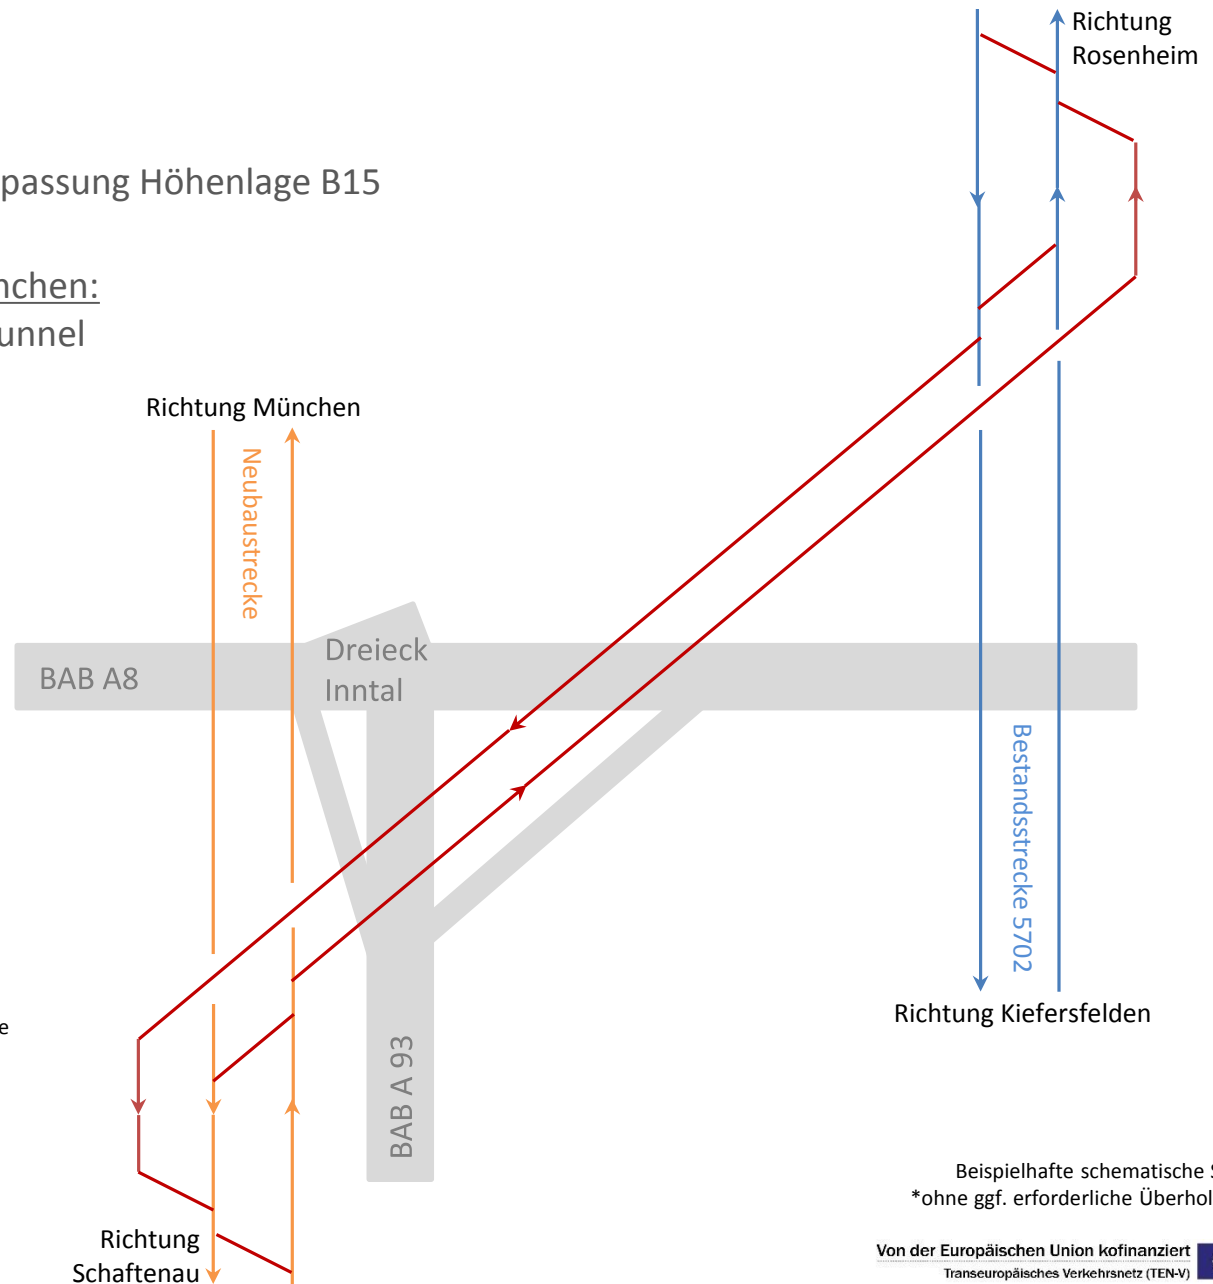 Richtung
Rosenheim
passung Höhenlage B15
nchen:
unnel
Richtung München
Neubaustrecke
Dreieck
Inntal
BAB A8
Bestandsstrecke 5702
Richtung Kiefersfelden
e
BAB A 93
Beispielhafte schematische S
*ohne ggf. erforderliche Überhol
Richtung
Schaftenau
Von der Europäischen Union kofinanziert
Transeuropäisches Verkehrsnetz (TEN-V)